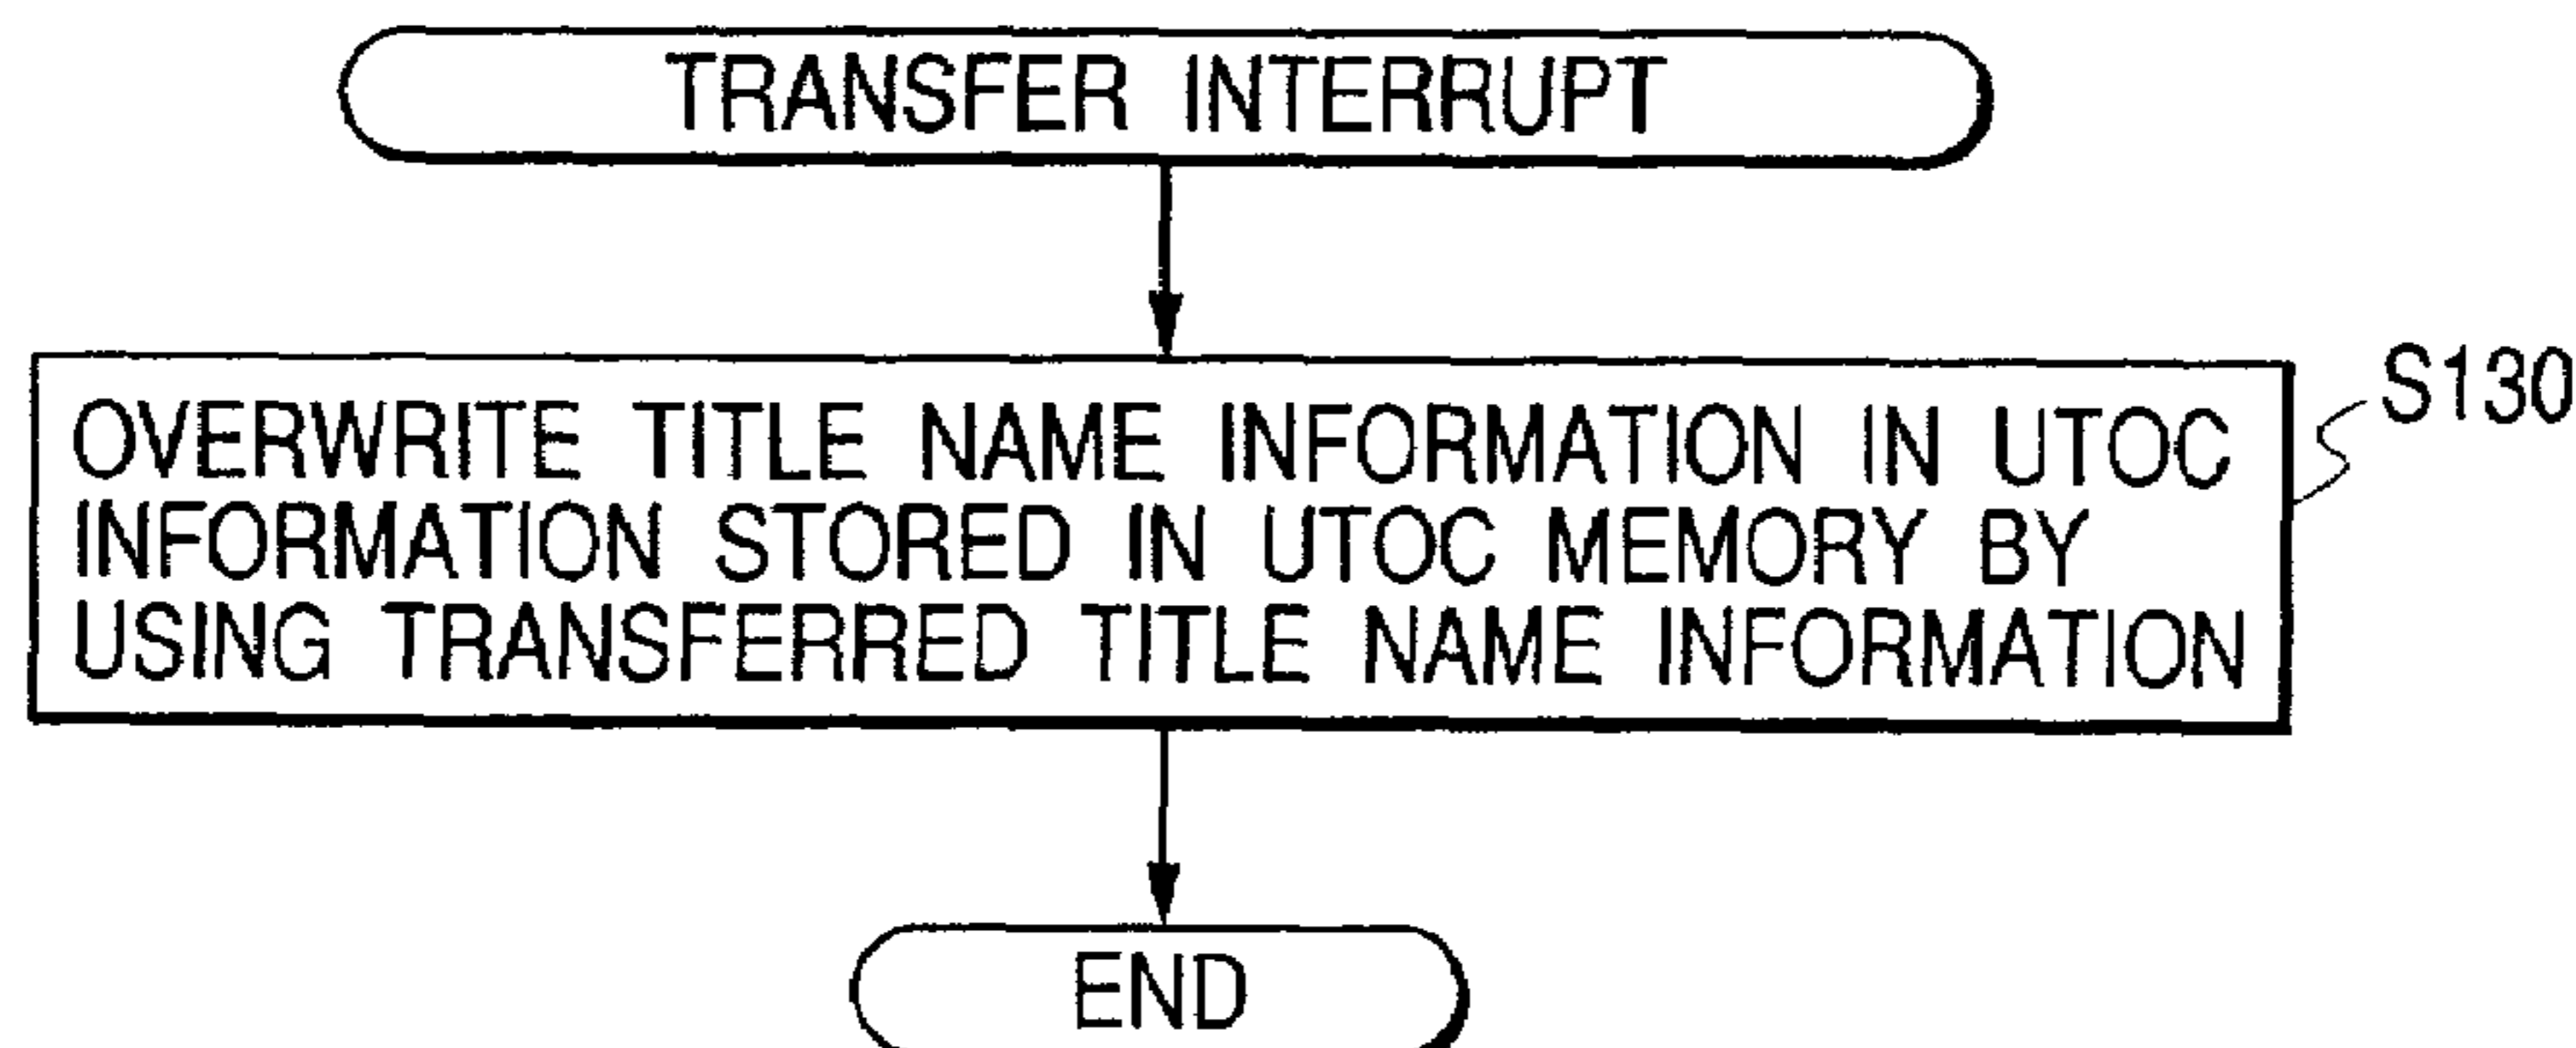 TRANSFER INTERRUPT
S130
OVERWRITE TITLE NAME INFORMATION IN UTOC
INFORMATION STORED IN UTOC MEMORY BY
USING TRANSFERRED TITLE NAME INFORMATION
END